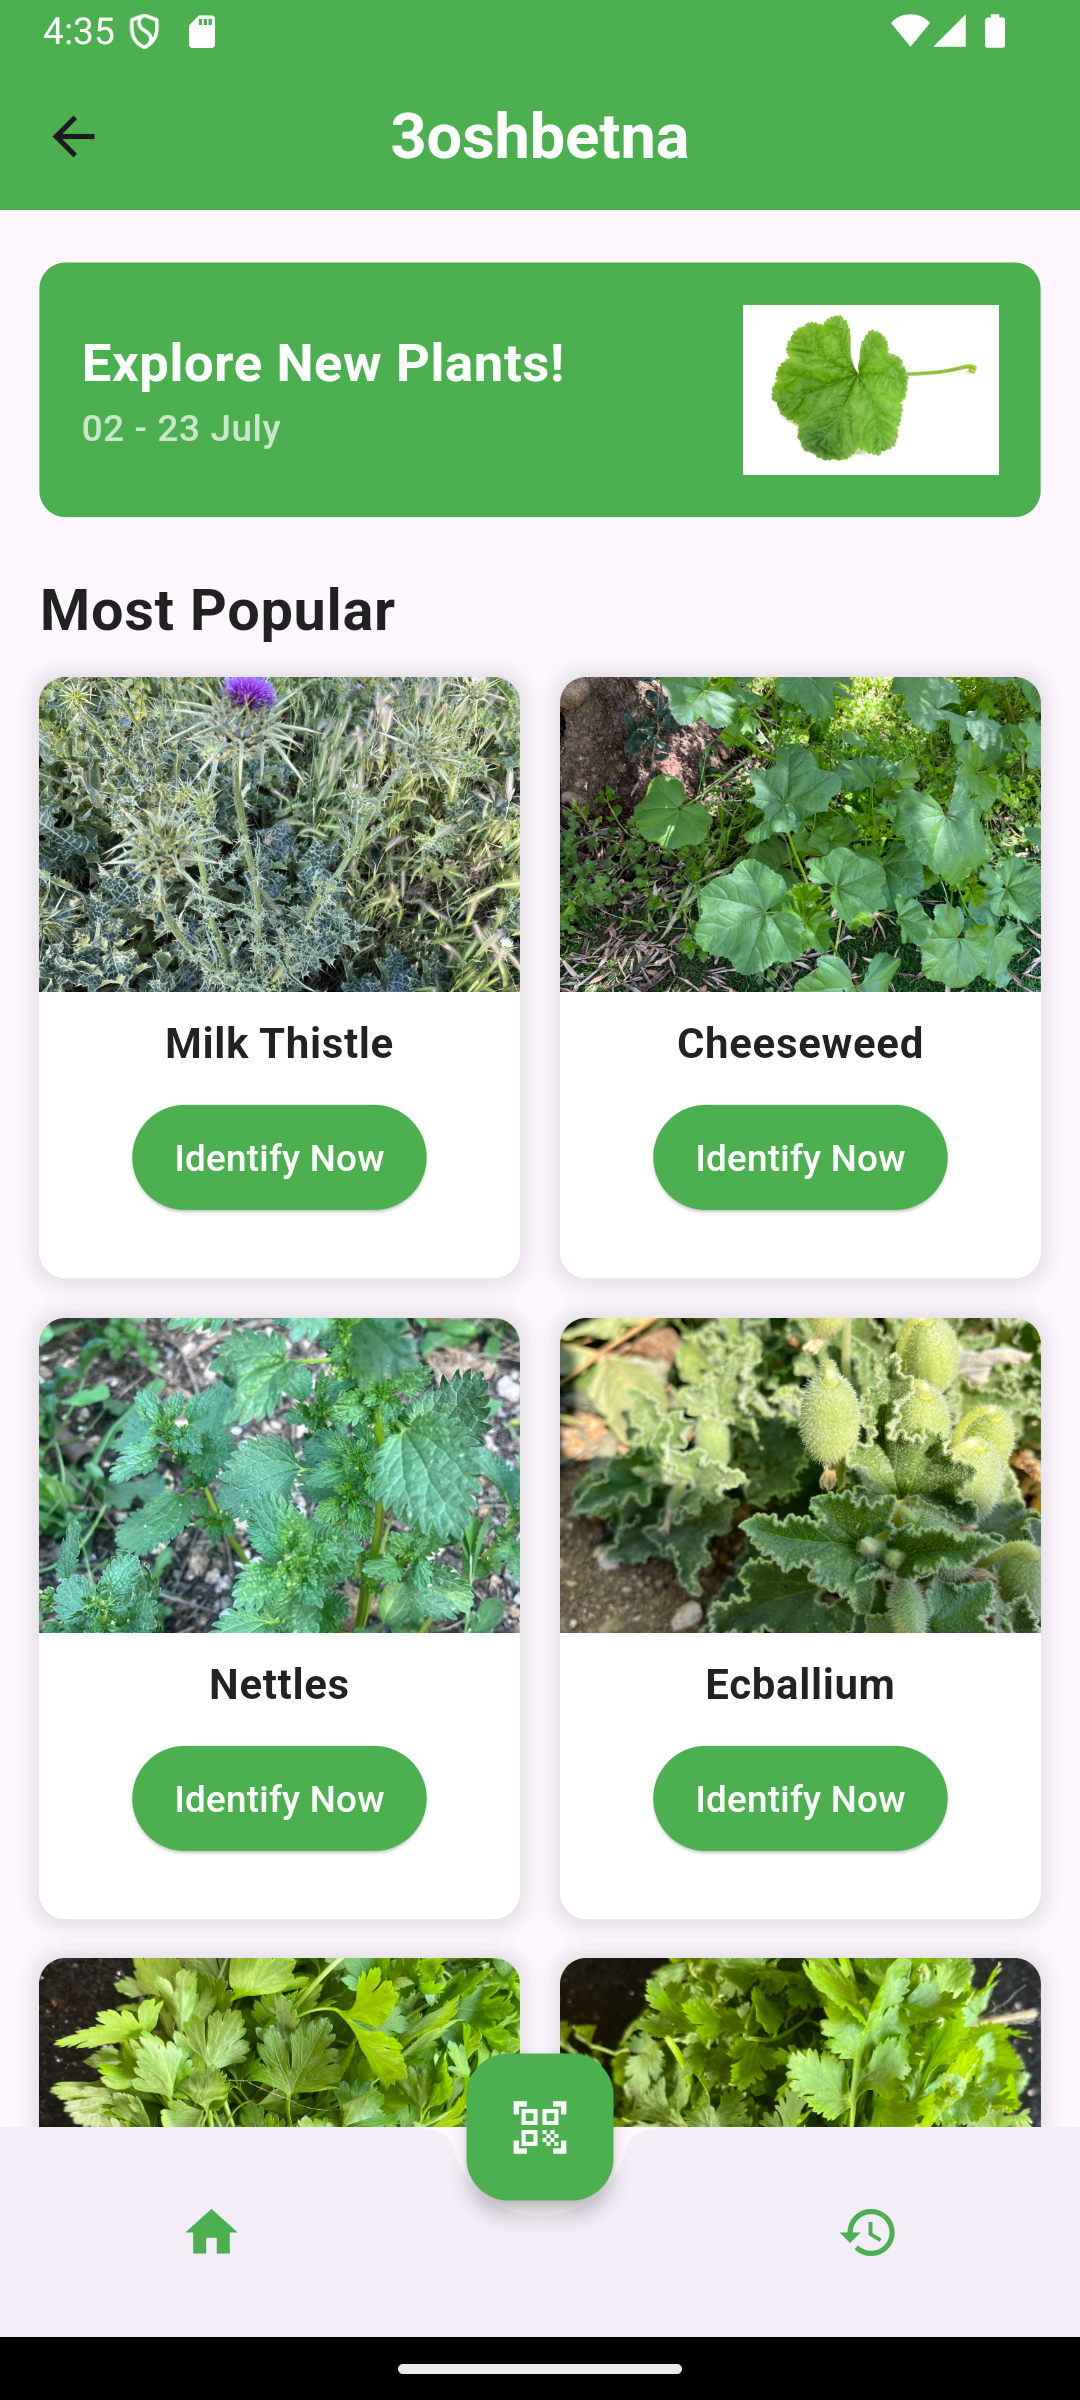 4:35
3oshbetna
Explore New Plants!
02 - 23 July
Most Popular
Milk Thistle
Cheeseweed
Identify Now
Identify Now
Nettles
Ecballium
Identify Now
Identify Now